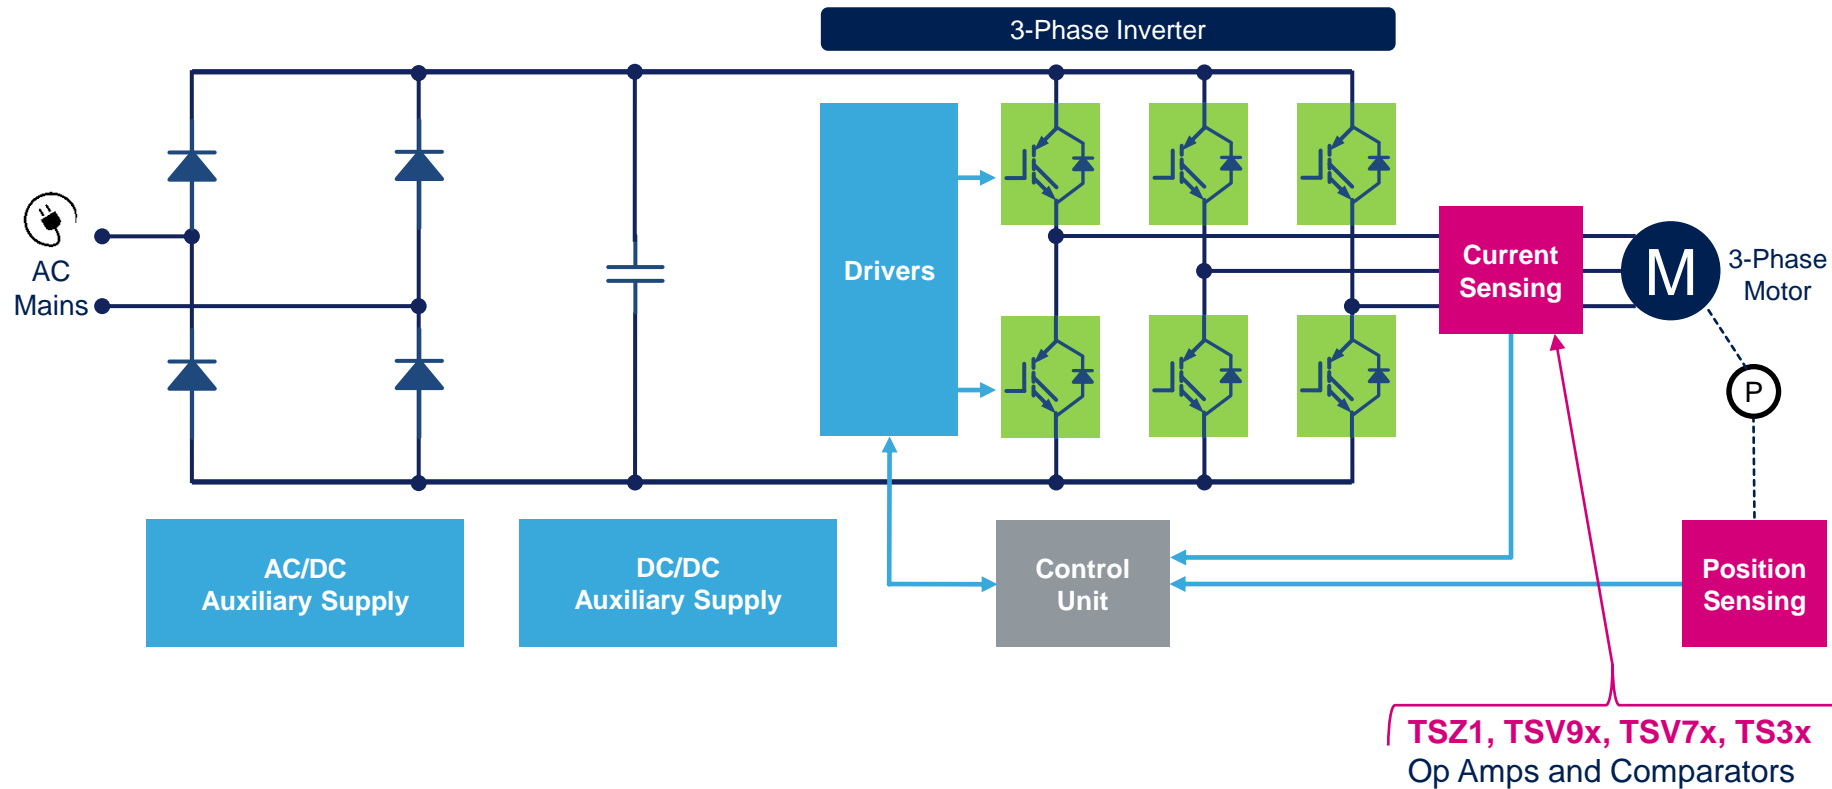 3-Phase Inverter
AC
Mains
Drivers
Current
Sensing
M
3-Phase
Motor
P
AC/DC
Auxiliary Supply
DC/DC
Auxiliary Supply
Control
Unit
Position
Sensing
TSZ1, TSV9x, TSV7x, TS3x
Op Amps and Comparators